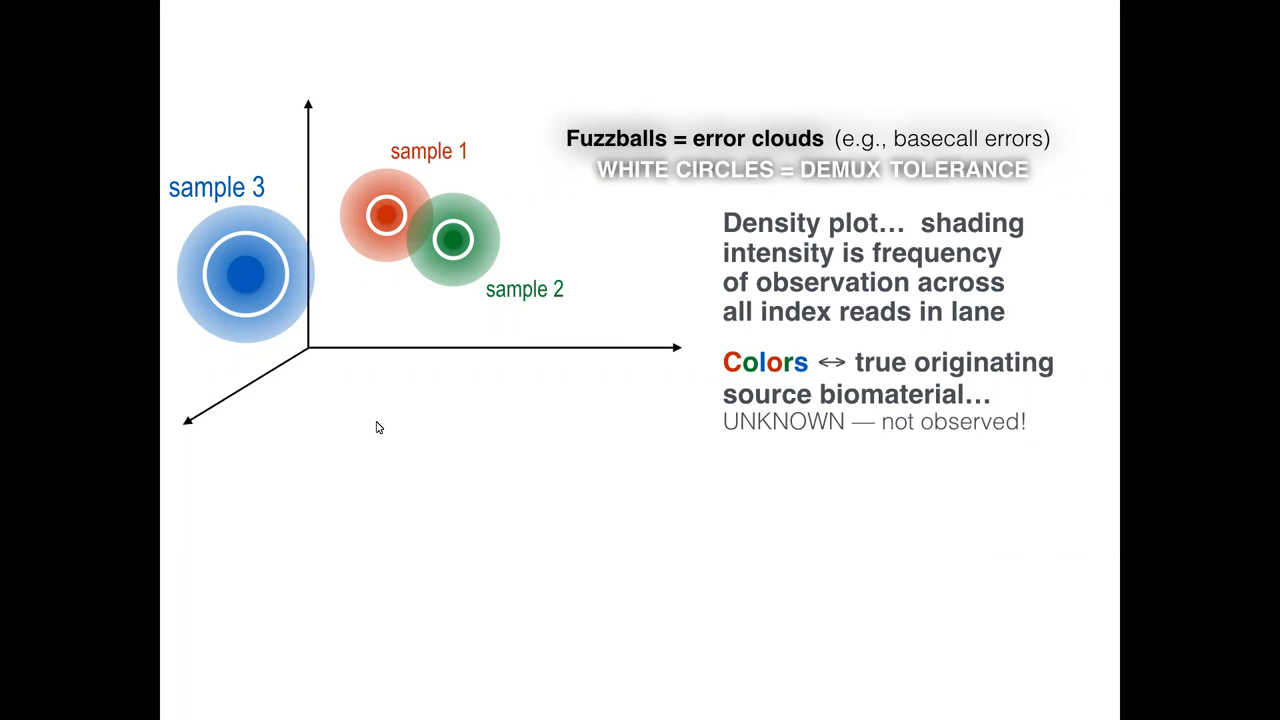 sample 1
sample 3
sample 2
Fuzzballs = error clouds (e.g., basecall errors)
WHITE CIRCLES = DEMUX TOLERANCE
Density plot... shading
intensity is frequency
of observation across
all index reads in lane
Colors ⇔ true originating
source biomaterial...
UNKNOWN — not observed!